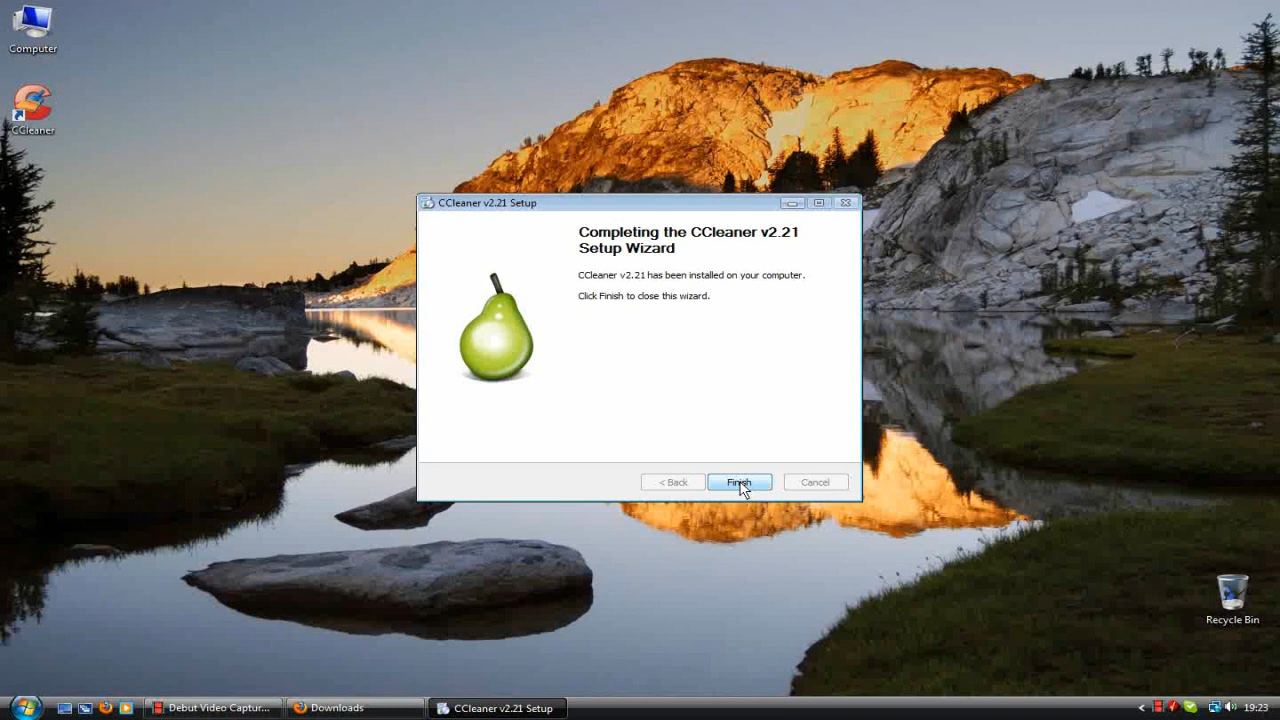 Computer
CCleaner
CCleaner v2.21 Setup
Completing the CCleaner v2.21
Setup Wizard
CCleaner v2.21 has been installed on your computer.
Click Finish to close this wizard.
< Back
Finish
Cancel
Recycle Bin
Debut Video Captur...
Downloads
CCleaner v2.21 Setup
19:23